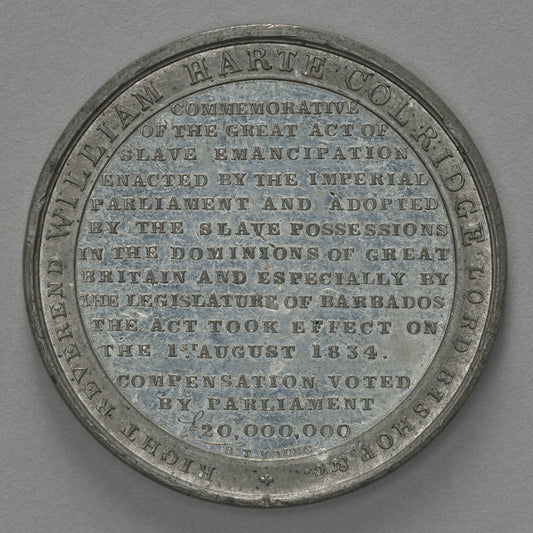 RIGHT REVEREND WILLIAM HARTE COLRIDGE LORD BISHOP &c.
COMMEMORATIVE
OF THE GREAT ACT OF
SLAVE EMANCIPATION
ENACTED BY THE IMPERIAL
PARLIAMENT AND ADOPTED
BY THE SLAVE POSSESSIONS
IN THE DOMINIONS OF GREAT
BRITAIN AND ESPECIALLY BY
THE LEGISLATURE OF BARBADOS
THE ACT TOOK EFFECT ON
THE 1ST AUGUST 1834.
COMPENSATION VOTED
BY PARLIAMENT
£20,000,000
YOUNG